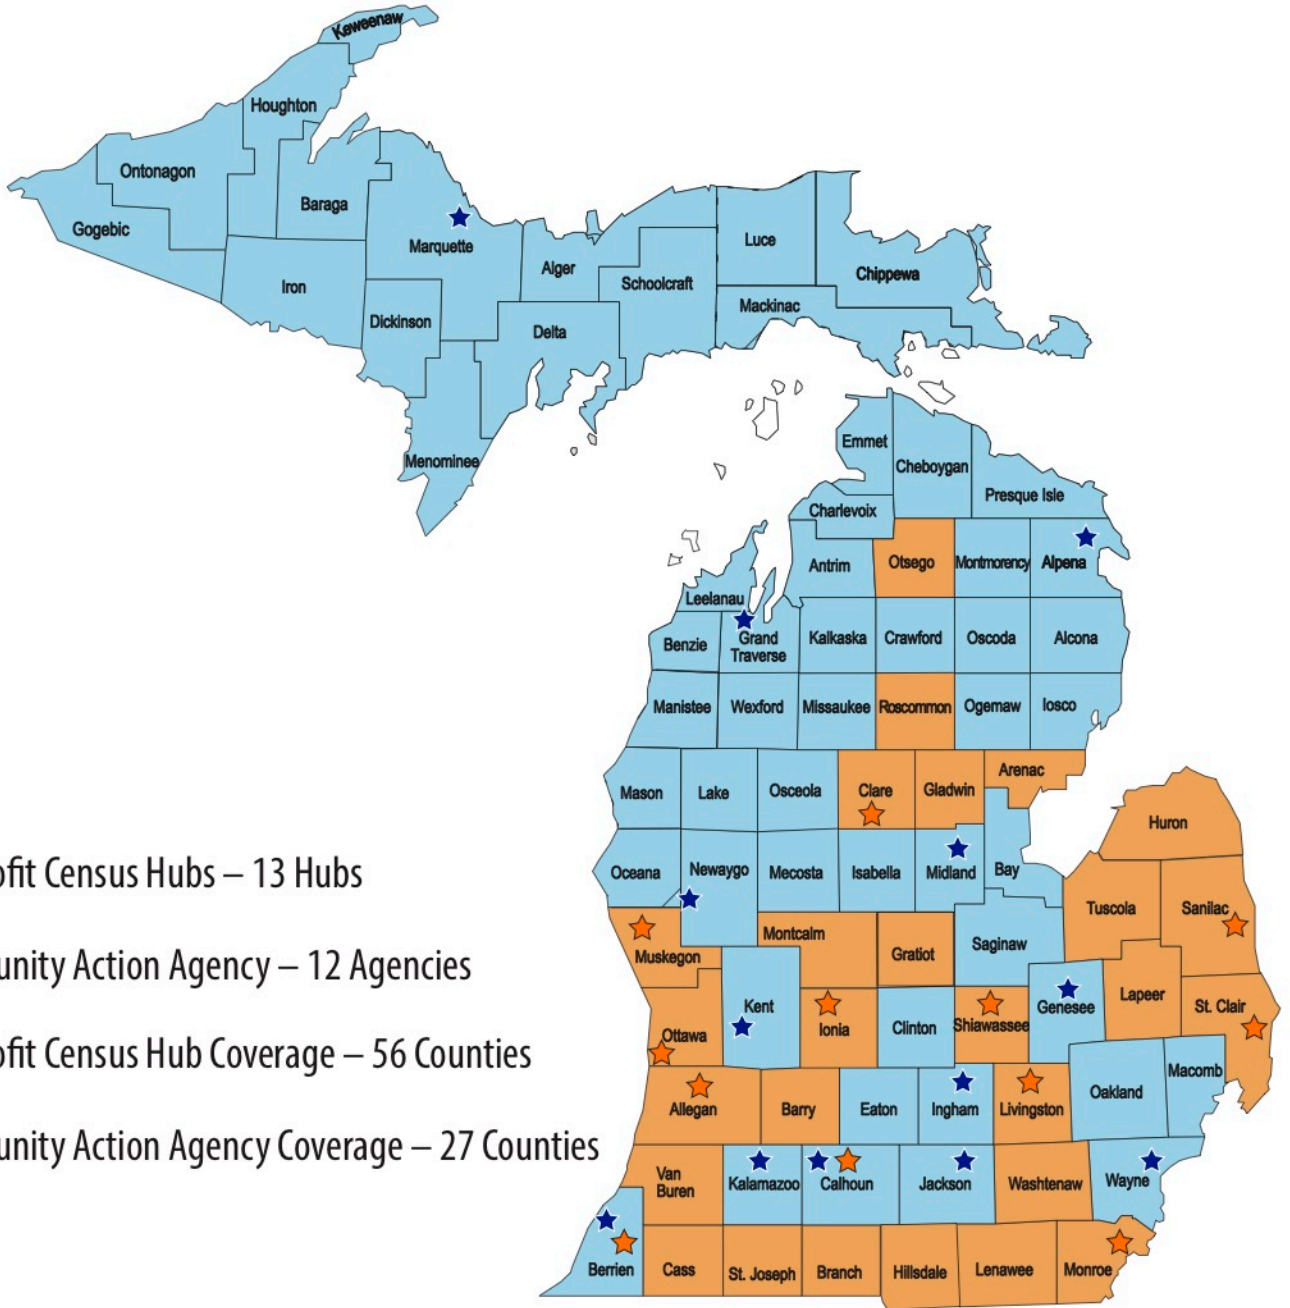 Keweenaw
Houghton
Ontonagon
Baraga
Gogebic
Marquette
Luce
Alger
Chippewa
Iron
Schoolcraft
Mackinac
Dickinson
Delta
Menominee
Emmet
Cheboygan
Presque Isle
Charlevoix
Antrim
Otsego
Montmorency
Alpena
Leelanau
Benzie
Grand
Traverse
Kalkaska
Crawford
Oscoda
Alcona
Manistee
Wexford
Missaukee
Roscommon
Ogemaw
Iosco
Mason
Lake
Osceola
Clare
Gladwin
Arenac
Huron
Oceana
Newaygo
Mecosta
Isabella
Midland
Bay
Tuscola
Sanilac
Muskegon
Montcalm
Gratiot
Saginaw
Ottawa
Kent
Ionia
Clinton
Shiawassee
Genesee
Lapeer
St. Clair
Allegan
Barry
Eaton
Ingham
Livingston
Oakland
Macomb
Van
Buren
Kalamazoo
Calhoun
Jackson
Washtenaw
Wayne
Berrien
Cass
St. Joseph
Branch
Hillsdale
Lenawee
Monroe
ofit Census Hubs – 13 Hubs
unity Action Agency – 12 Agencies
ofit Census Hub Coverage – 56 Counties
unity Action Agency Coverage – 27 Counties